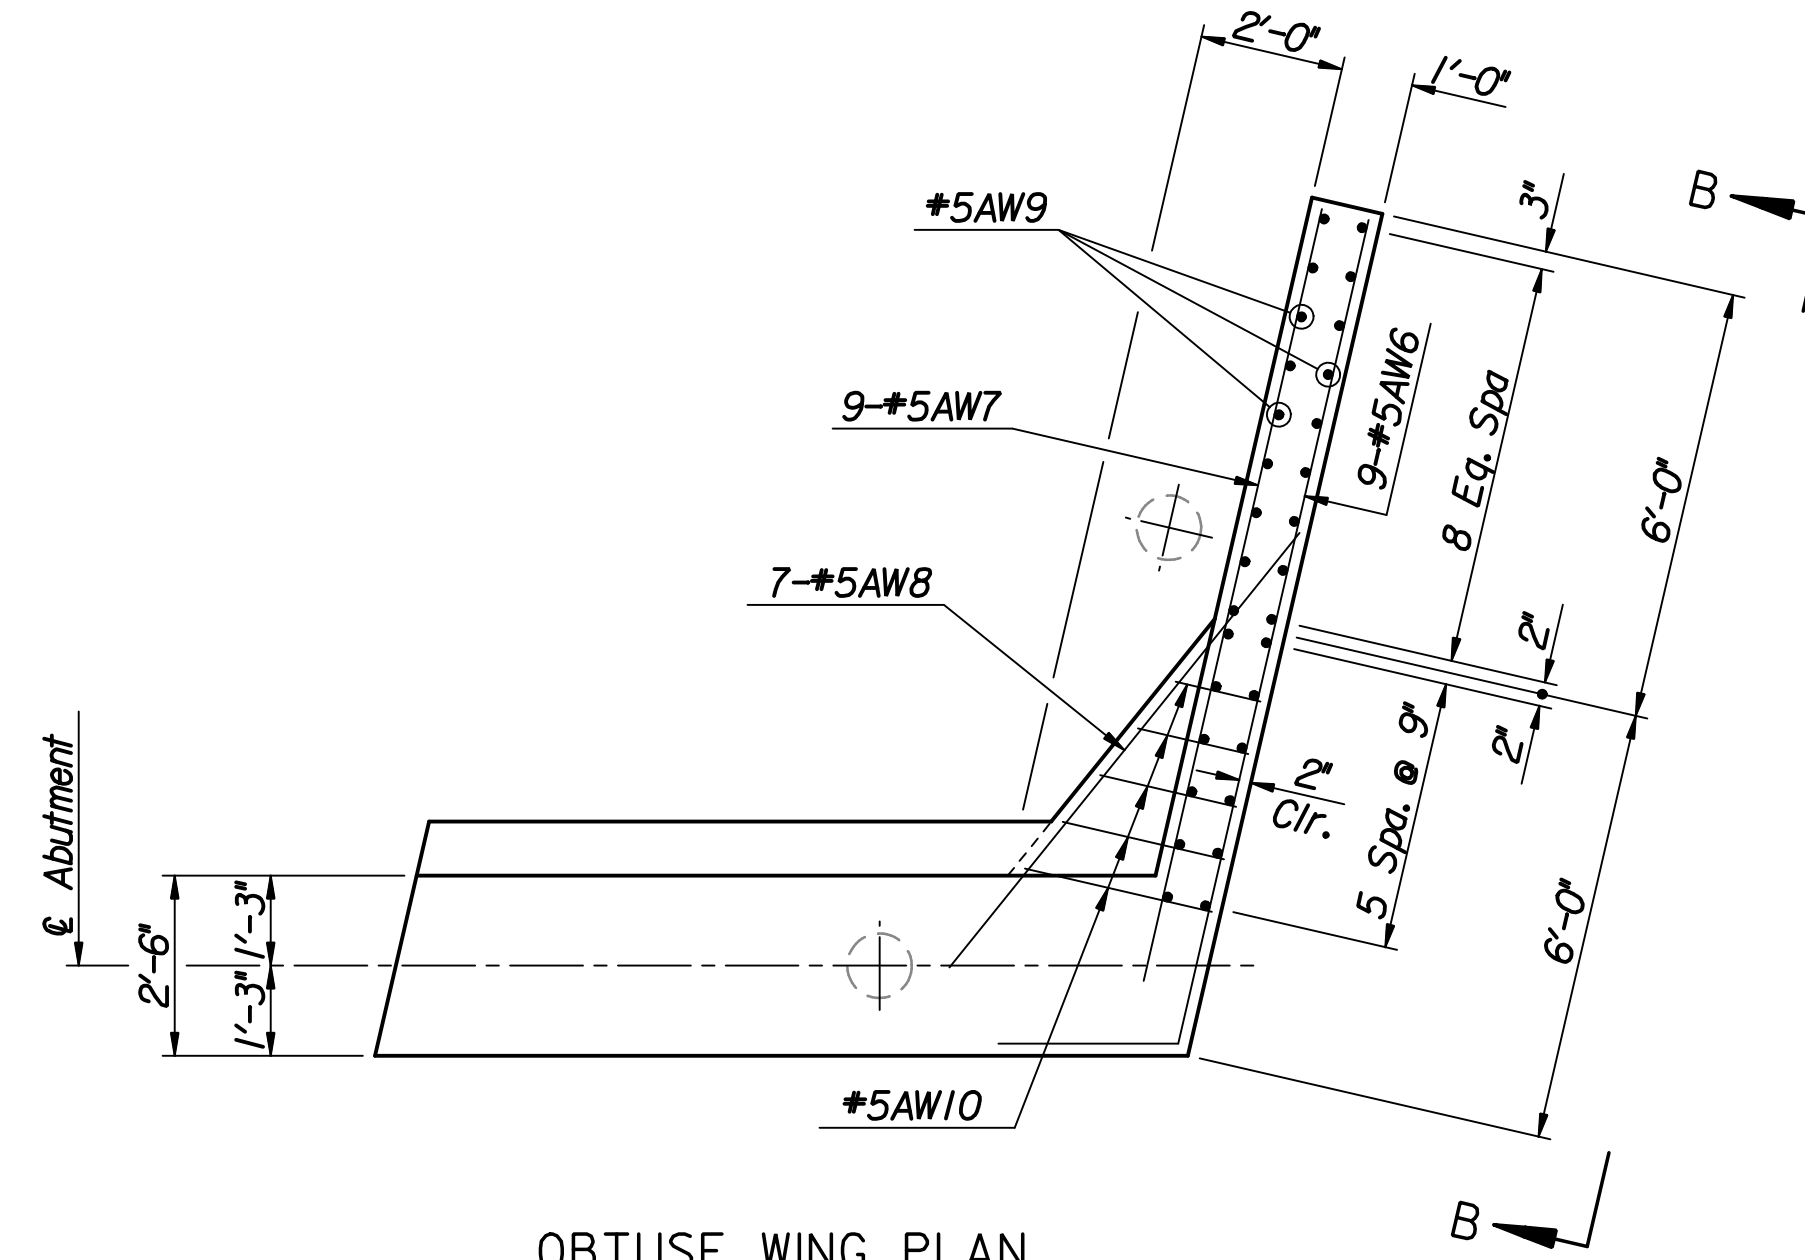 2'-0"
1'-0"
B
3"
#5AW9
9-#5AW7
9-#5AW6
8 Eq. Spa
6'-0"
7-#5AW8
2"
2"
5 Spa. @ 9"
2"
Clr.
6'-0"
℄ Abutment
2'-6"
1'-3"
1'-3"
#5AW10
B
OBTUSE WING PLAN